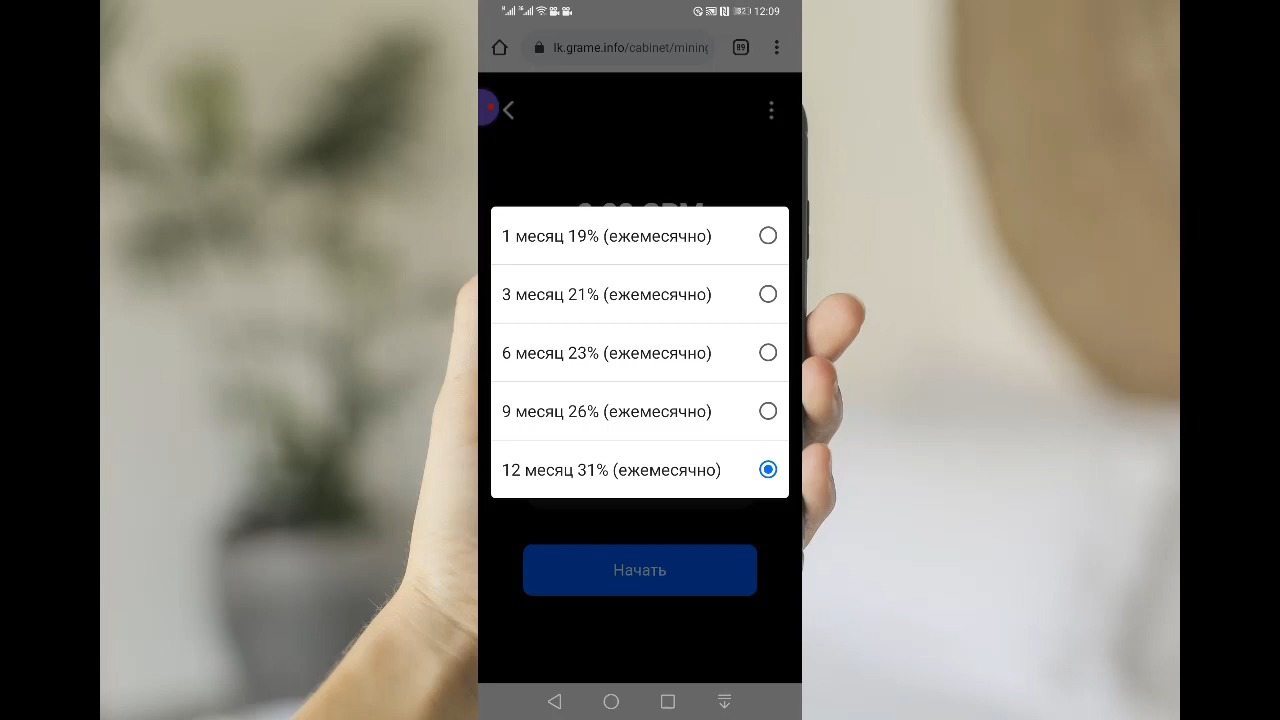 12:09
lk.grame.info/cabinet/mining
89
1 месяц 19% (ежемесячно)
3 месяц 21% (ежемесячно)
6 месяц 23% (ежемесячно)
9 месяц 26% (ежемесячно)
12 месяц 31% (ежемесячно)
Начать